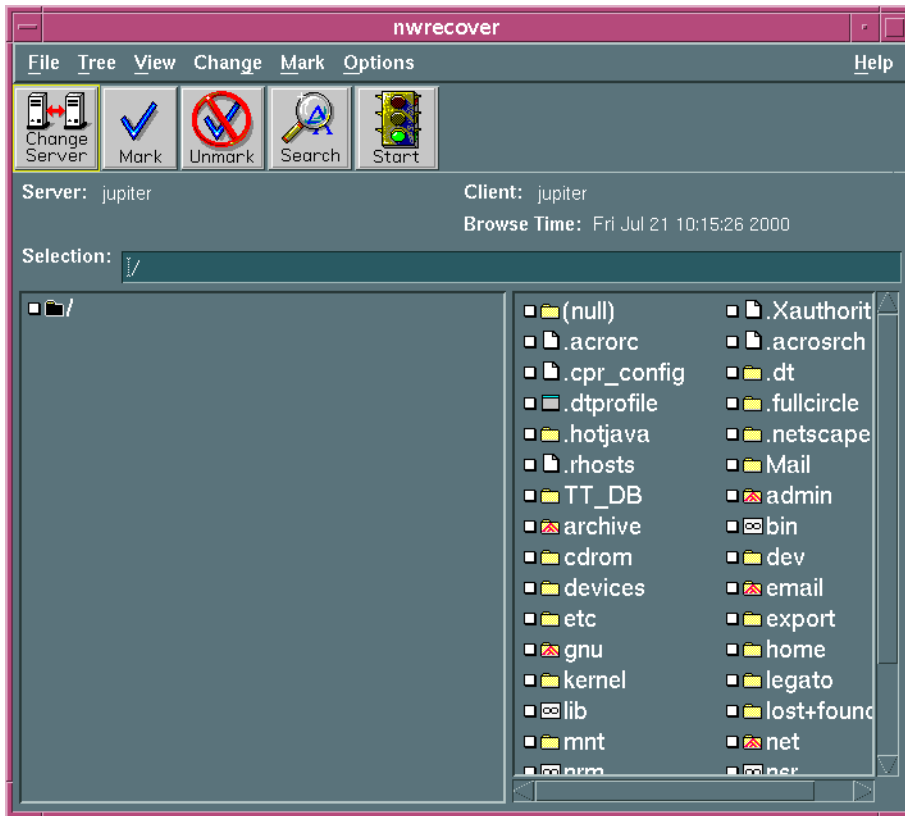 nwrecover
File Tree View Change Mark Options Help
Change Server Mark Unmark Search Start
Server: jupiter Client: jupiter
Browse Time: Fri Jul 21 10:15:26 2000
Selection: /
/
(null) .Xauthorit
.acrorc .acrosrch
.cpr_config .dt
.dtprofile .fullcircle
.hotjava .netscape
.rhosts Mail
TT_DB admin
archive bin
cdrom dev
devices email
etc export
gnu home
kernel legato
lib lost+found
mnt net
nrm nsr